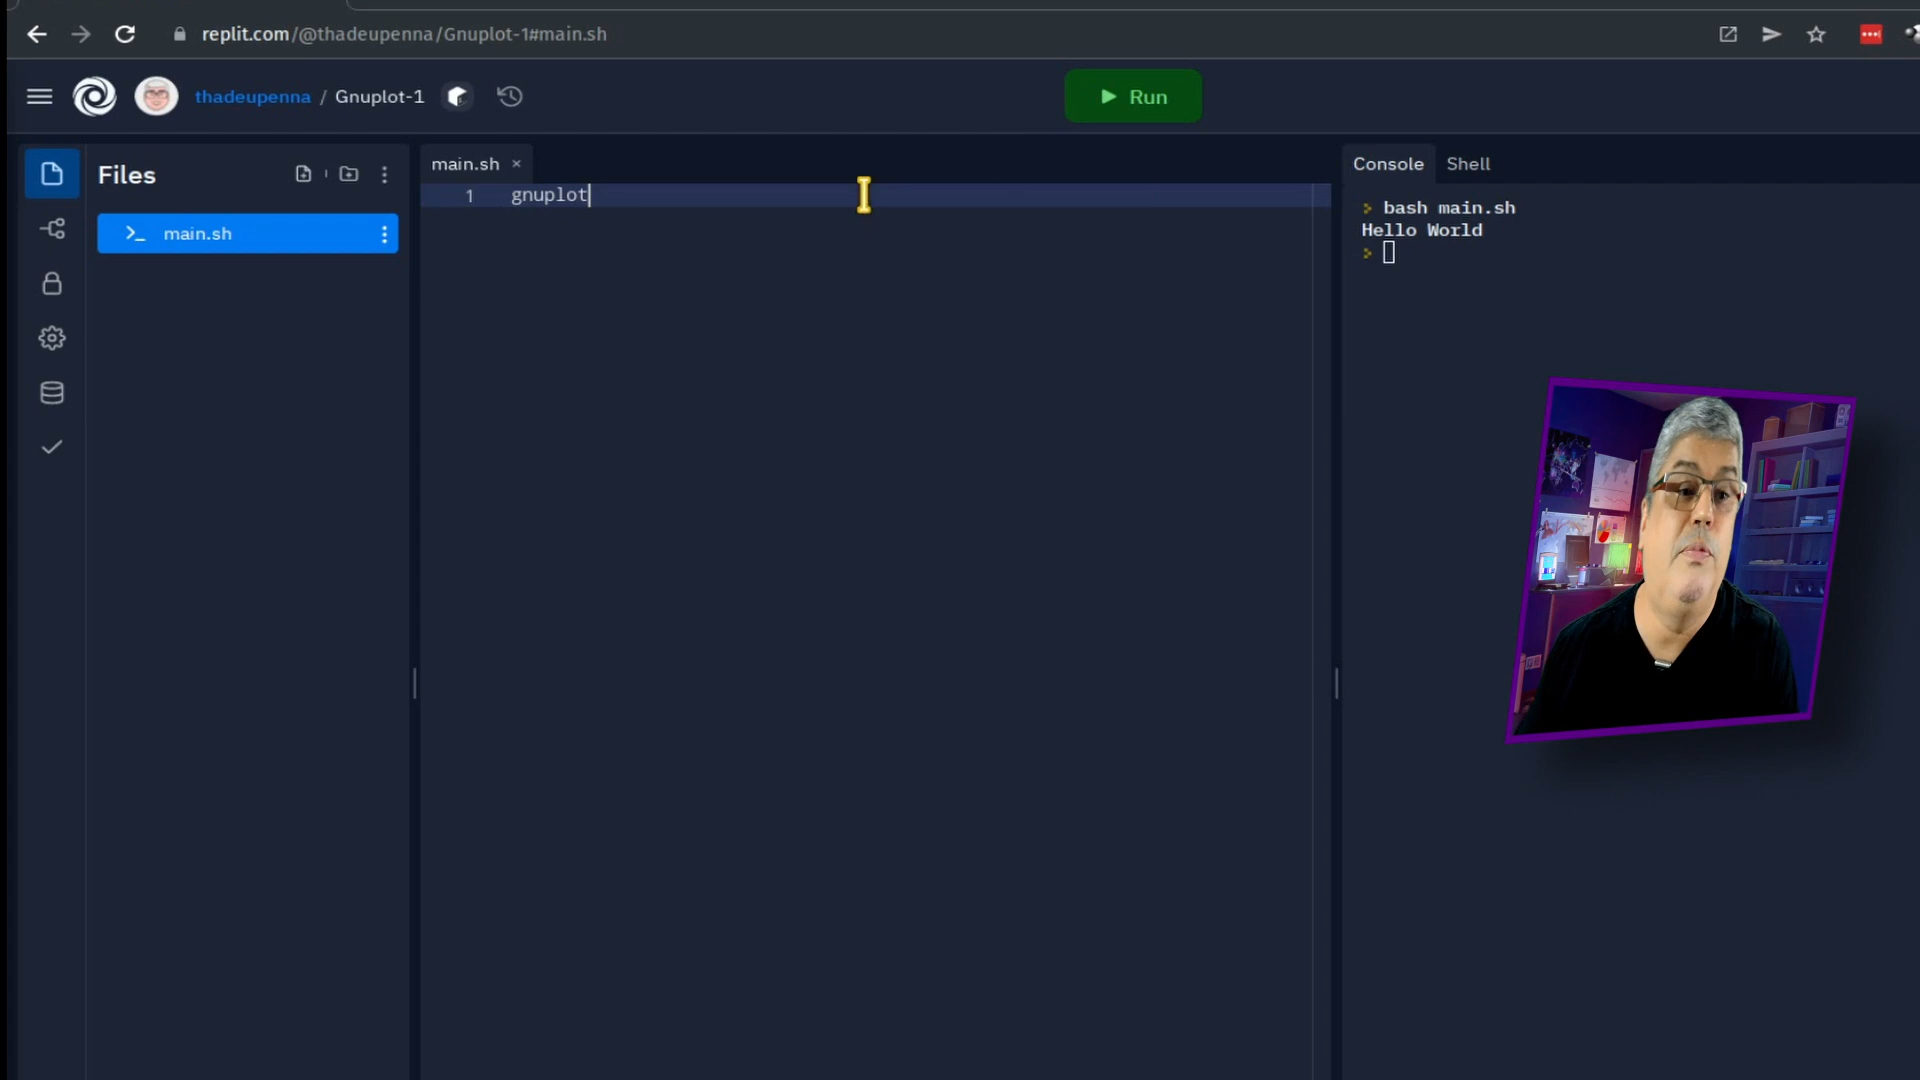 replit.com/@thadeupenna/Gnuplot-1#main.sh
thadeupenna / Gnuplot-1
Run
Files
main.sh
main.sh ×
1 gnuplot
Console Shell
> bash main.sh
Hello World
>